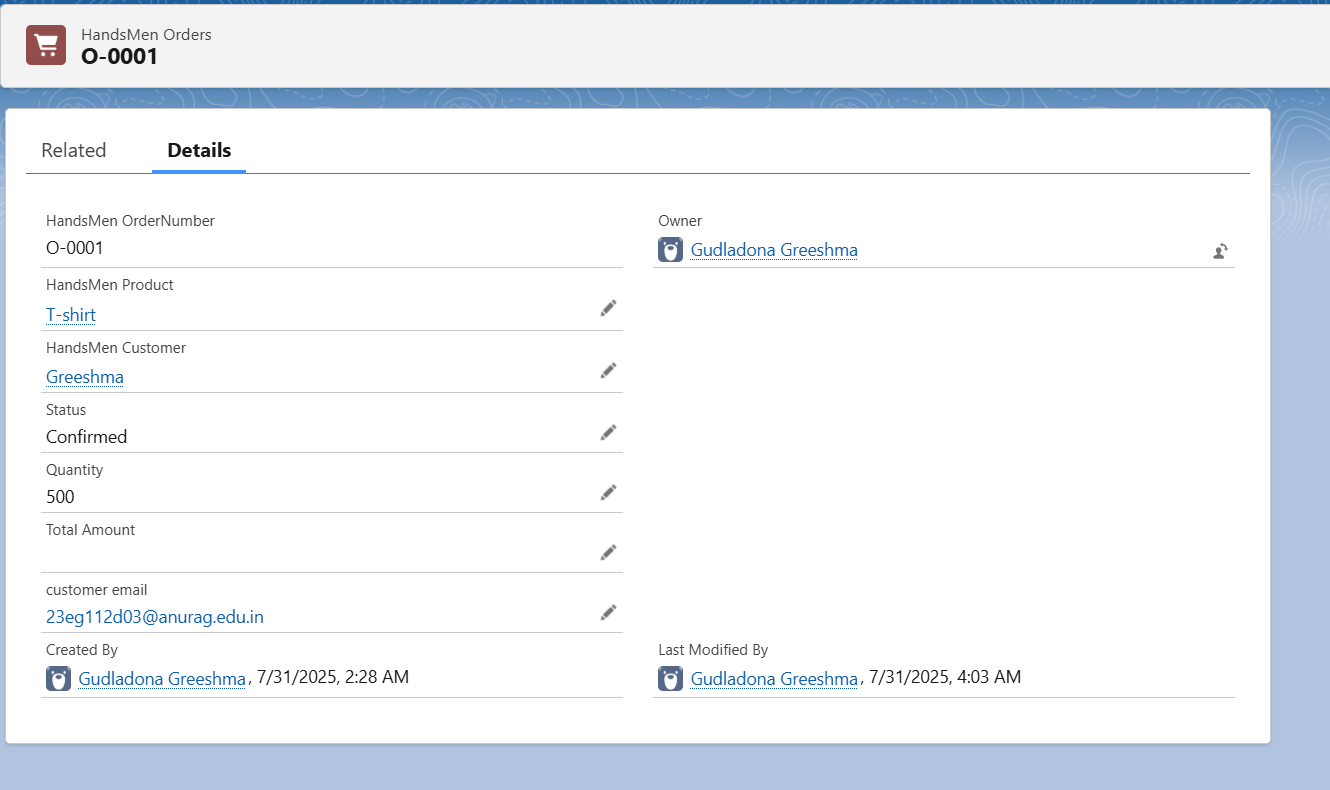 HandsMen Orders
O-0001
Related
Details
HandsMen OrderNumber
O-0001
Owner
Gudladona Greeshma
HandsMen Product
T-shirt
HandsMen Customer
Greeshma
Status
Confirmed
Quantity
500
Total Amount
customer email
23eg112d03@anurag.edu.in
Created By
Gudladona Greeshma, 7/31/2025, 2:28 AM
Last Modified By
Gudladona Greeshma, 7/31/2025, 4:03 AM